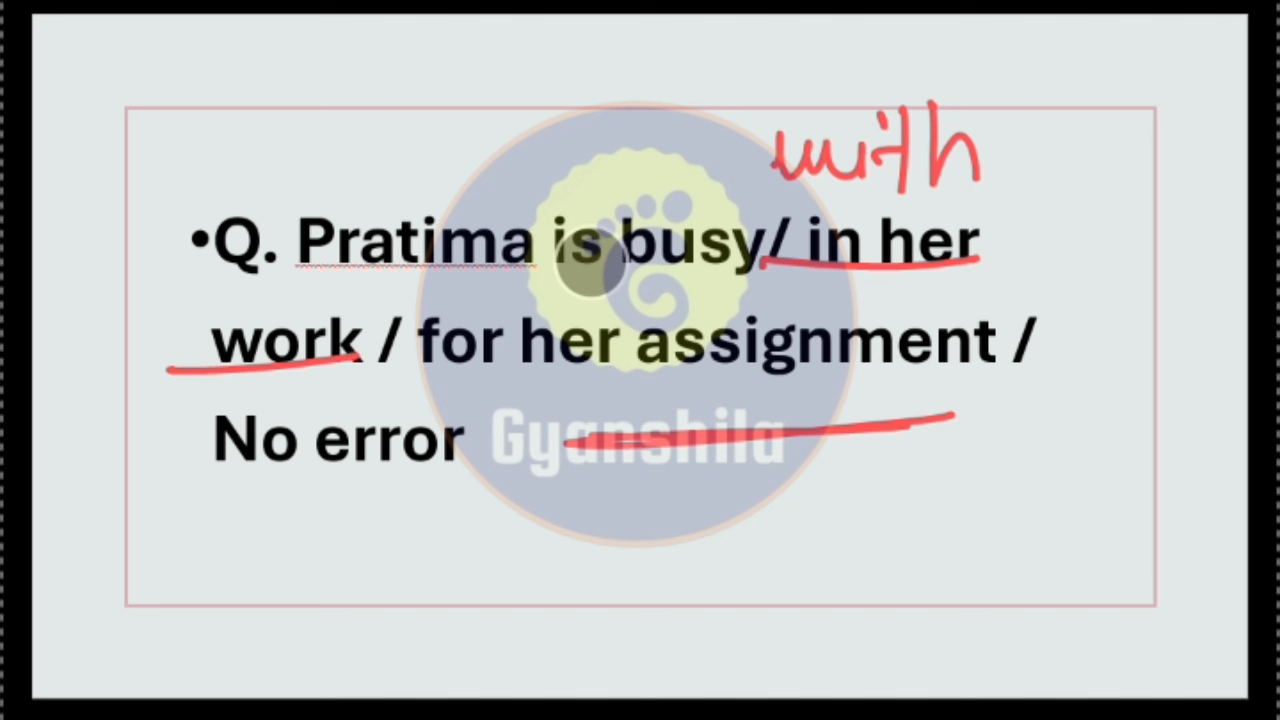 with
•Q. Pratima is busy/ in her
work / for her assignment /
No error
Gyanshila